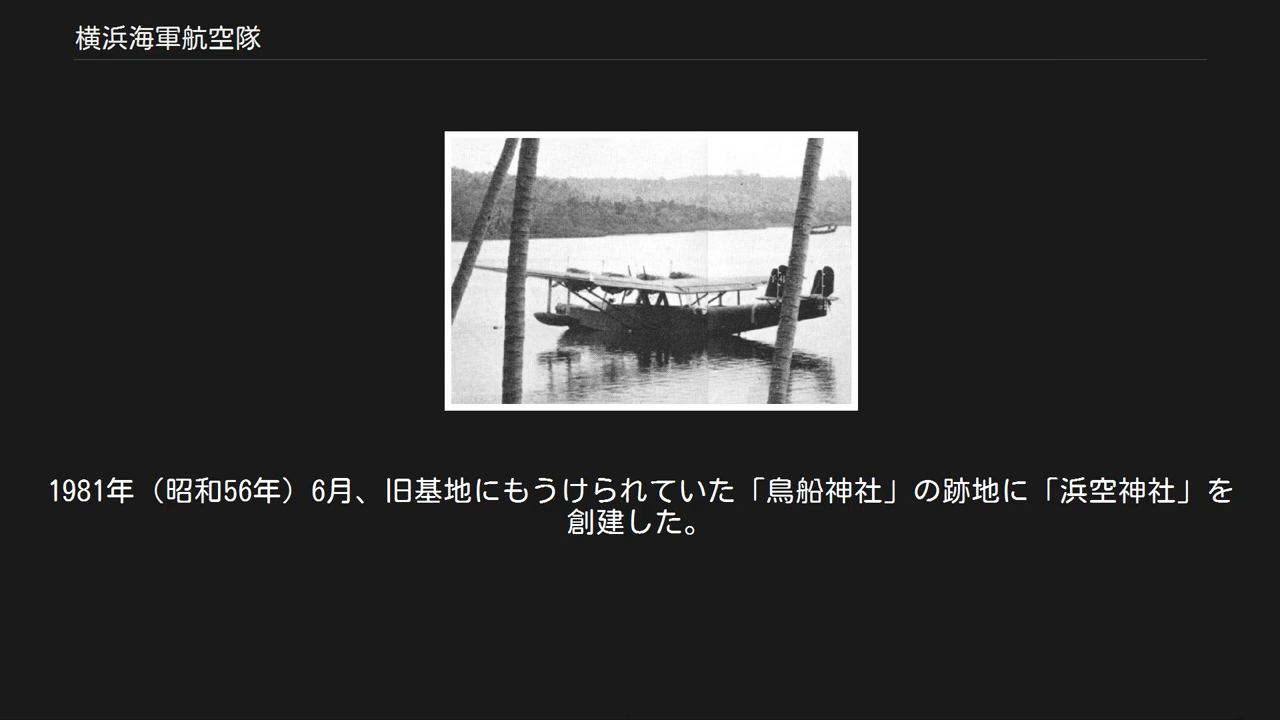 横浜海軍航空隊
1981年（昭和56年）6月、旧基地にもうけられていた「鳥船神社」の跡地に「浜空神社」を
創建した。